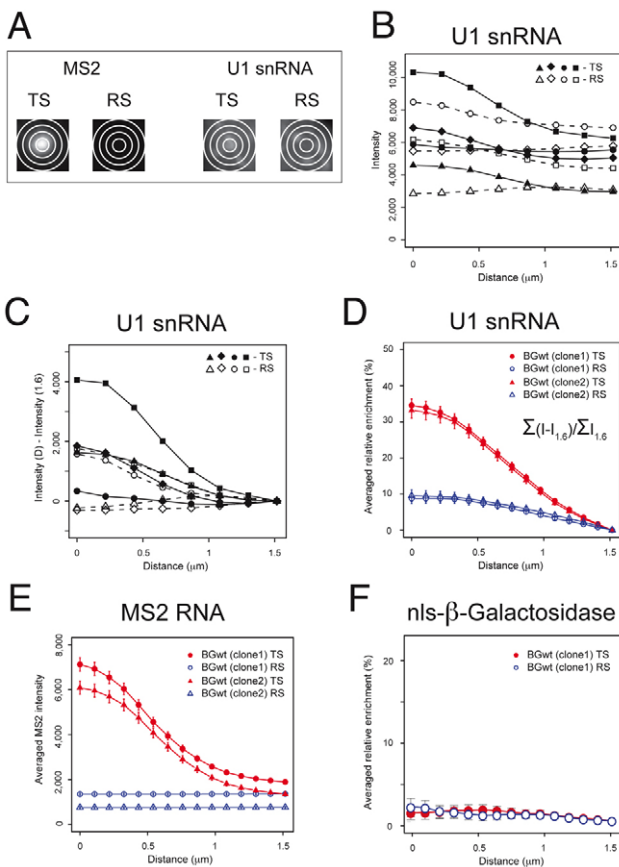 A
MS2
U1 snRNA
TS
RS
TS
RS
B
U1 snRNA
Intensity
10,000
8,000
6,000
4,000
2,000
0
- TS
- RS
0
0.5
1
1.5
Distance (μm)
C
U1 snRNA
Intensity (D) - Intensity (1.6)
4,000
2,000
0
- TS
- RS
0
0.5
1
1.5
Distance (μm)
D
U1 snRNA
Averaged relative enrichment (%)
50
40
30
20
10
0
BGwt (clone1) TS
BGwt (clone1) RS
BGwt (clone2) TS
BGwt (clone2) RS
Σ(I-I1.6)/ΣI1.6
0
0.5
1
1.5
Distance (μm)
E
MS2 RNA
Averaged MS2 intensity
8,000
6,000
4,000
2,000
0
BGwt (clone1) TS
BGwt (clone1) RS
BGwt (clone2) TS
BGwt (clone2) RS
0
0.5
1
1.5
Distance (μm)
F
nls-β-Galactosidase
Averaged relative enrichment (%)
20
10
5
0
BGwt (clone1) TS
BGwt (clone1) RS
0
0.5
1
1.5
Distance (μm)